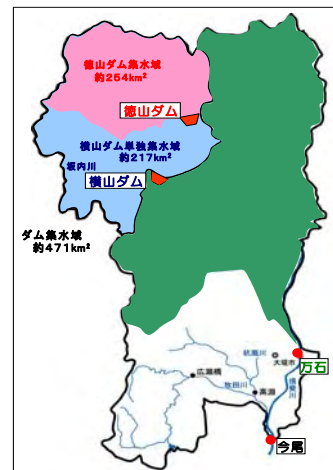 徳山ダム集水域
約254km²
徳山ダム
横山ダム単独集水域
約217km²
坂内川
横山ダム
ダム集水域
約471km²
杭瀬川
大垣市
万石
広瀬橋
牧田川
高淵
揖斐川
今尾